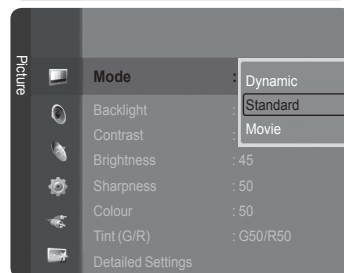 Picture
Mode : Dynamic
Standard
Movie
Backlight :
Contrast :
Brightness : 45
Sharpness : 50
Colour : 50
Tint (G/R) : G50/R50
Detailed Settings